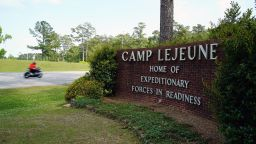 CAMP LEJEUNE
HOME OF
EXPEDITIONARY
FORCES IN READINESS